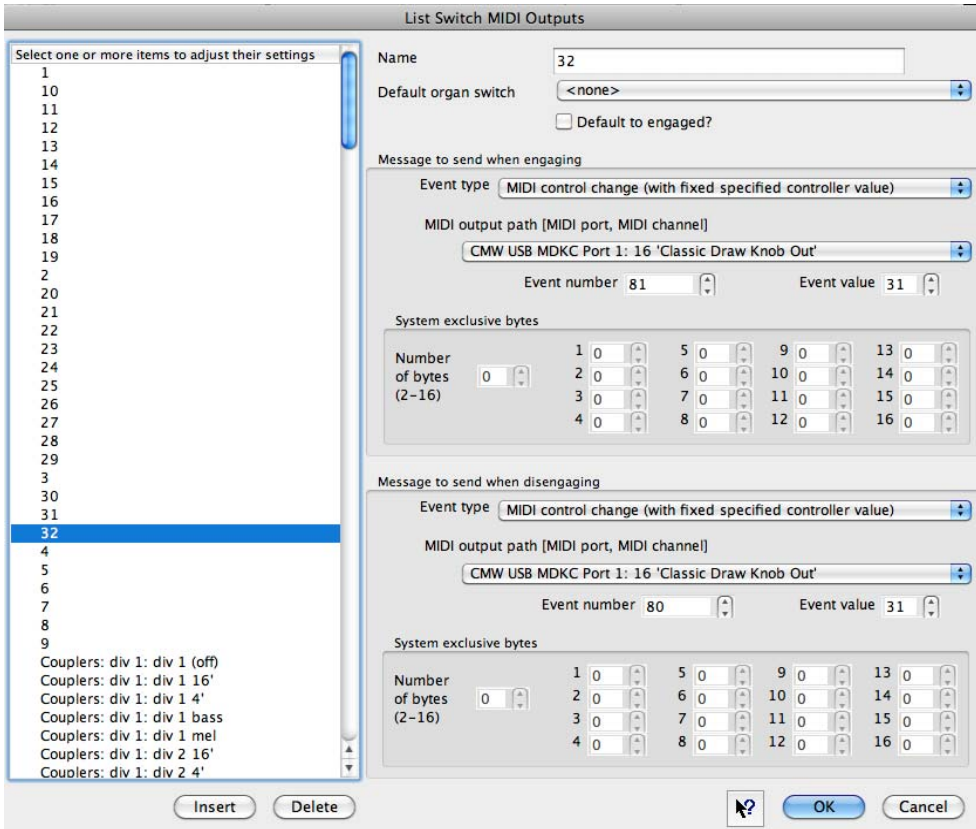 List Switch MIDI Outputs
Select one or more items to adjust their settings
1
10
11
12
13
14
15
16
17
18
19
2
20
21
22
23
24
25
26
27
28
29
3
30
31
32
4
5
6
7
8
9
Couplers: div 1: div 1 (off)
Couplers: div 1: div 1 16'
Couplers: div 1: div 1 4'
Couplers: div 1: div 1 bass
Couplers: div 1: div 1 mel
Couplers: div 1: div 2 16'
Couplers: div 1: div 2 4'
Insert Delete
Name 32
Default organ switch <none>
Default to engaged?
Message to send when engaging
Event type MIDI control change (with fixed specified controller value)
MIDI output path [MIDI port, MIDI channel]
CMW USB MDKC Port 1: 16 'Classic Draw Knob Out'
Event number 81 Event value 31
System exclusive bytes
Number of bytes (2-16) 0
1 0 5 0 9 0 13 0
2 0 6 0 10 0 14 0
3 0 7 0 11 0 15 0
4 0 8 0 12 0 16 0
Message to send when disengaging
Event type MIDI control change (with fixed specified controller value)
MIDI output path [MIDI port, MIDI channel]
CMW USB MDKC Port 1: 16 'Classic Draw Knob Out'
Event number 80 Event value 31
System exclusive bytes
Number of bytes (2-16) 0
1 0 5 0 9 0 13 0
2 0 6 0 10 0 14 0
3 0 7 0 11 0 15 0
4 0 8 0 12 0 16 0
? OK Cancel